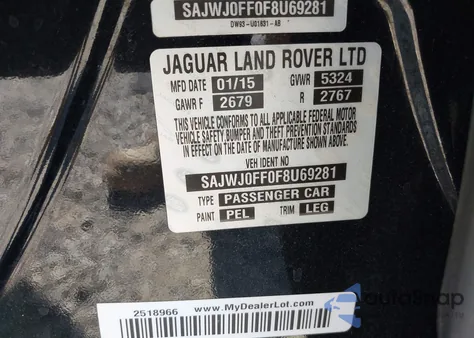 SAJWJ0FF0F8U69281
DW93-U01831-AB
JAGUAR LAND ROVER LTD
MFD DATE 01/15 GVWR 5324
GAWR F 2679 R 2767
THIS VEHICLE CONFORMS TO ALL APPLICABLE FEDERAL MOTOR
VEHICLE SAFETY, BUMPER AND THEFT PREVENTION STANDARDS
IN EFFECT ON THE DATE OF MANUFACTURE SHOWN ABOVE.
VEH IDENT NO
SAJWJ0FF0F8U69281
TYPE PASSENGER CAR
PAINT PEL TRIM LEG
2518966 www.MyDealerLot.com
autoSnap